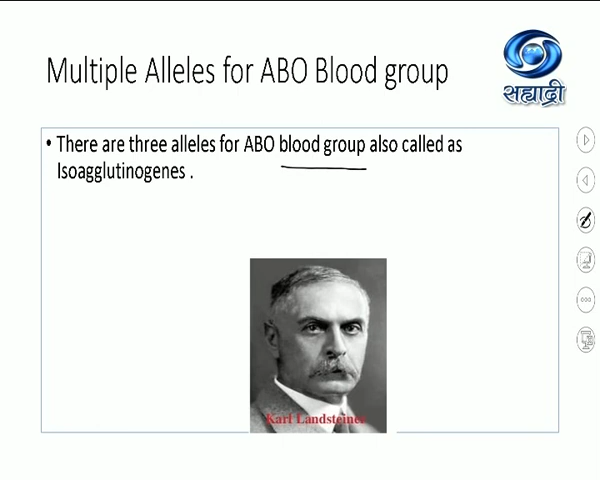 Multiple Alleles for ABO Blood group
सह्याद्री
• There are three alleles for ABO blood group also called as
Isoagglutinogenes .
Karl Landsteiner